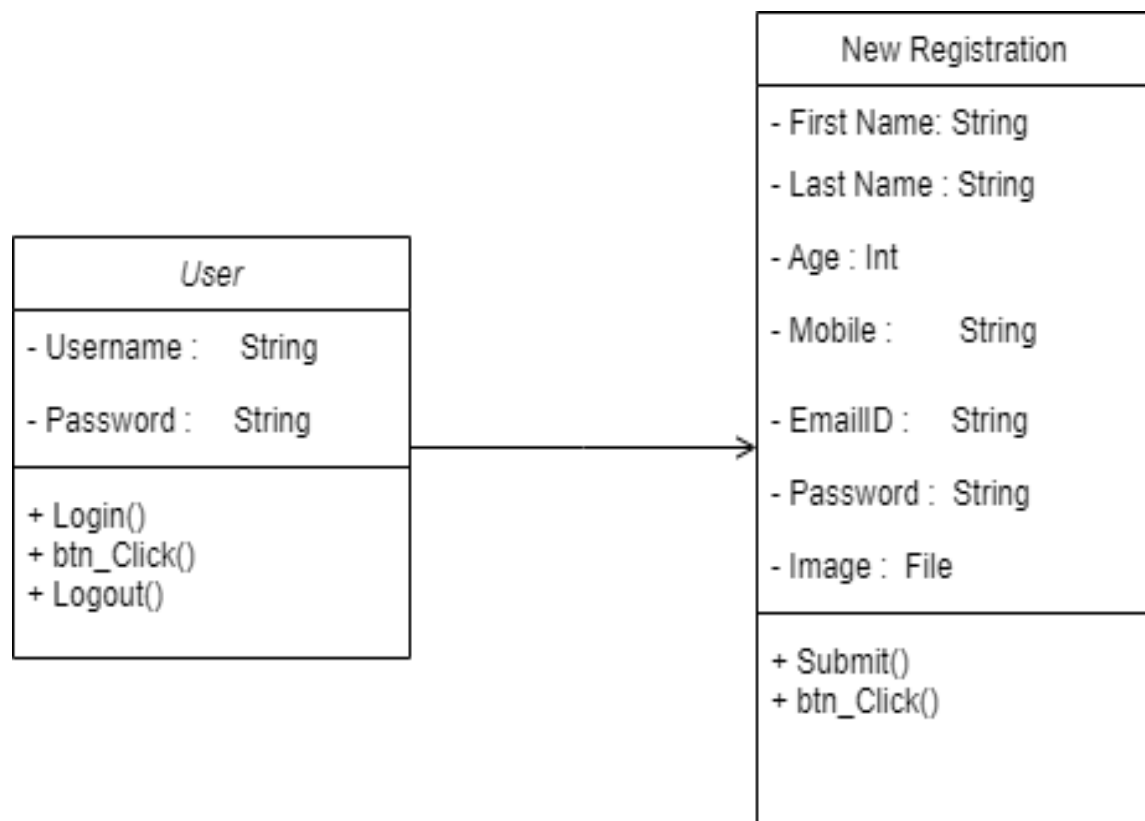 User
- Username : String
- Password : String
+ Login()
+ btn_Click()
+ Logout()
New Registration
- First Name: String
- Last Name : String
- Age : Int
- Mobile : String
- EmailID : String
- Password : String
- Image : File
+ Submit()
+ btn_Click()